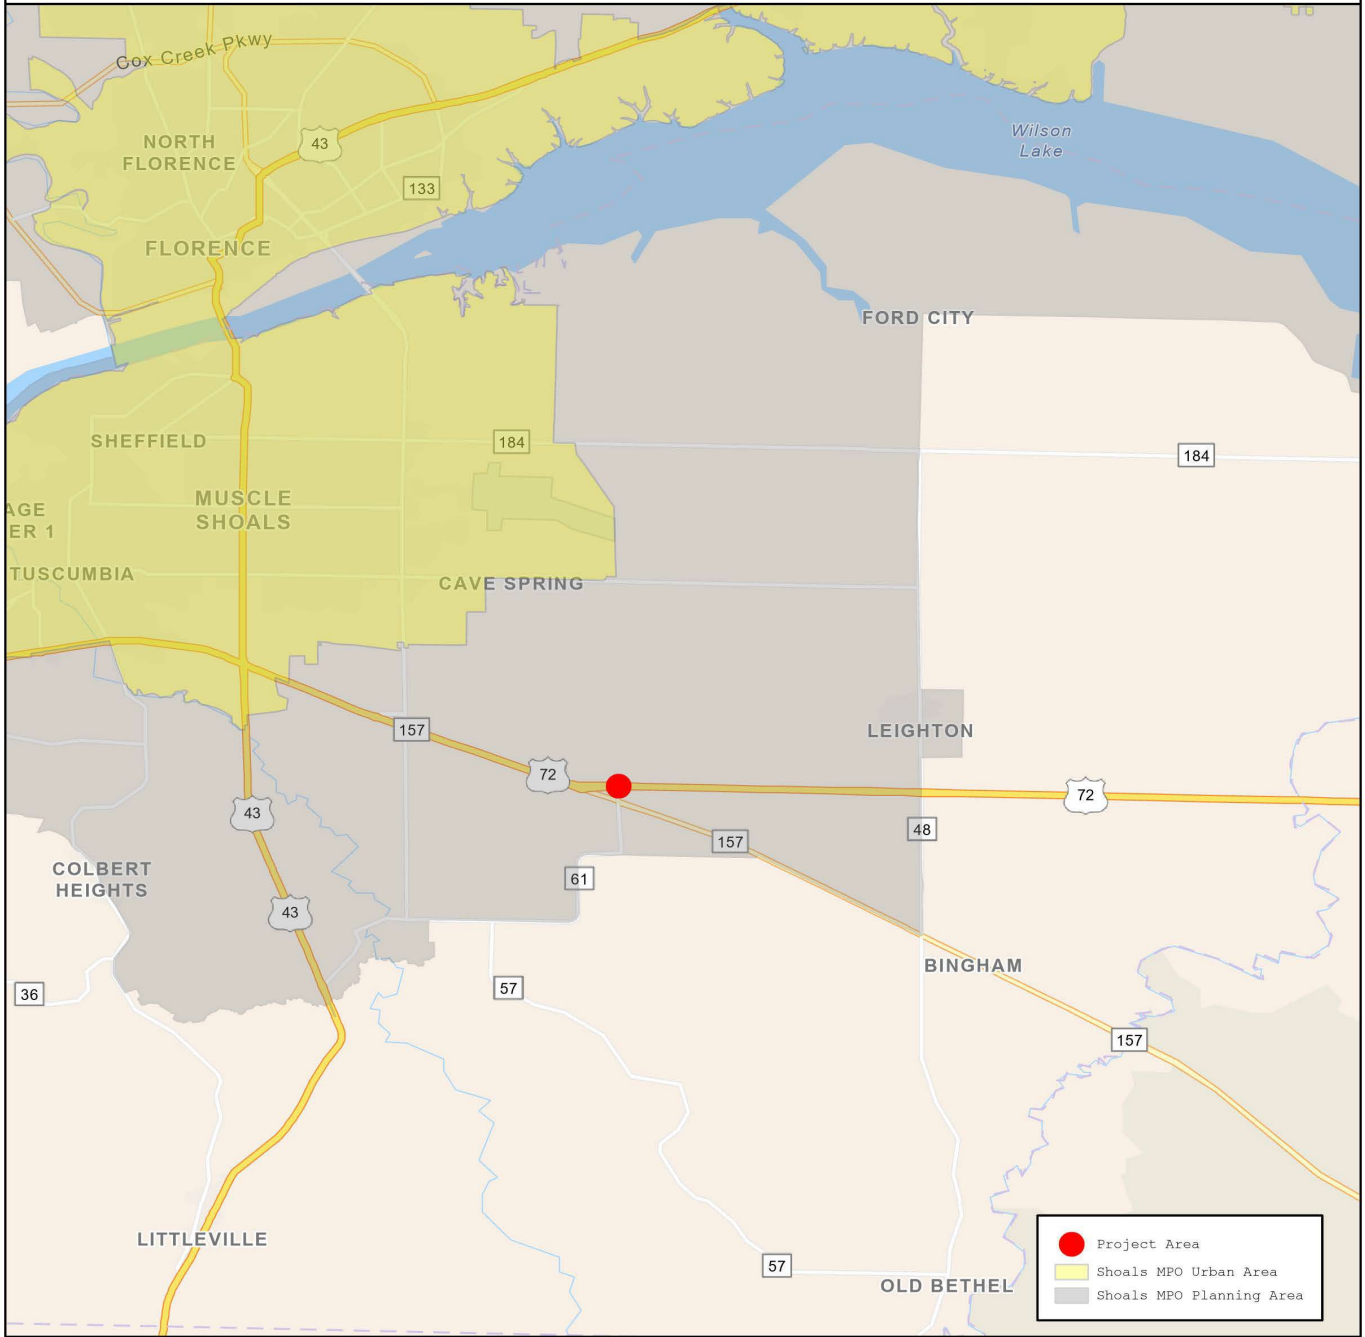 Cox Creek Pkwy
43
NORTH
FLORENCE
133
Wilson
Lake
FLORENCE
FORD CITY
SHEFFIELD
184
184
MUSCLE
SHOALS
AGE
ER 1
TUSCUMBIA
CAVE SPRING
157
LEIGHTON
72
72
43
48
157
COLBERT
HEIGHTS
61
43
BINGHAM
36
57
157
LITTLEVILLE
57
OLD BETHEL
Project Area
Shoals MPO Urban Area
Shoals MPO Planning Area